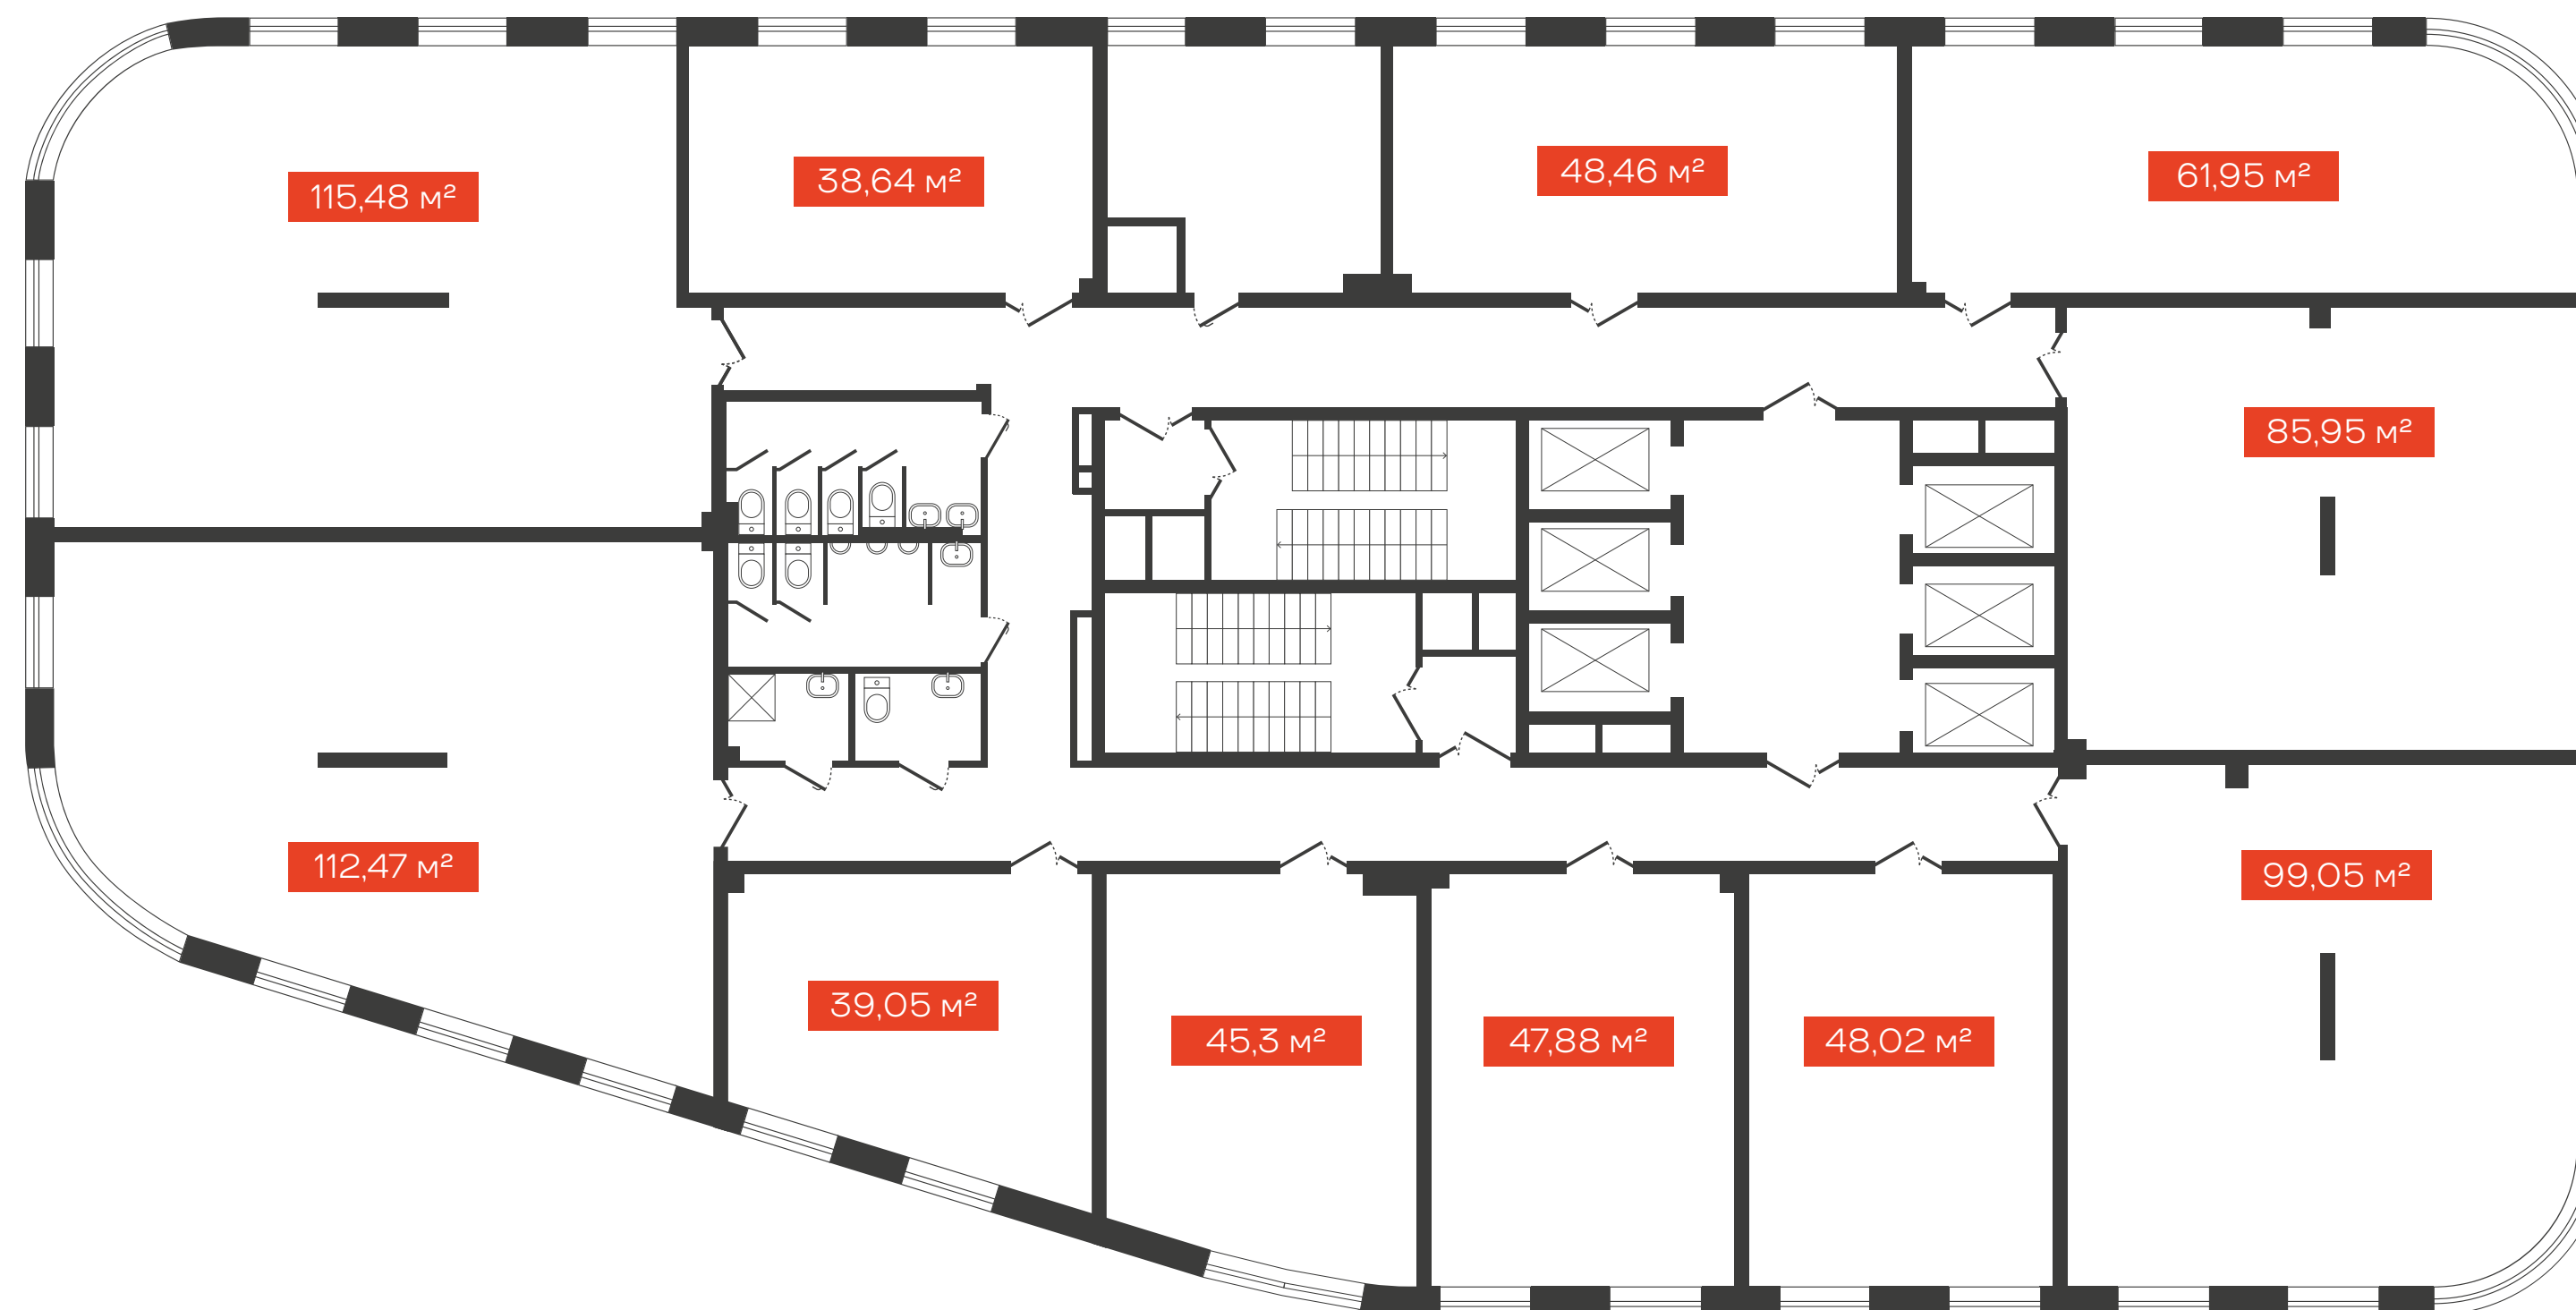 115,48 м²
38,64 м²
48,46 м²
61,95 м²
85,95 м²
112,47 м²
99,05 м²
39,05 м²
45,3 м²
47,88 м²
48,02 м²